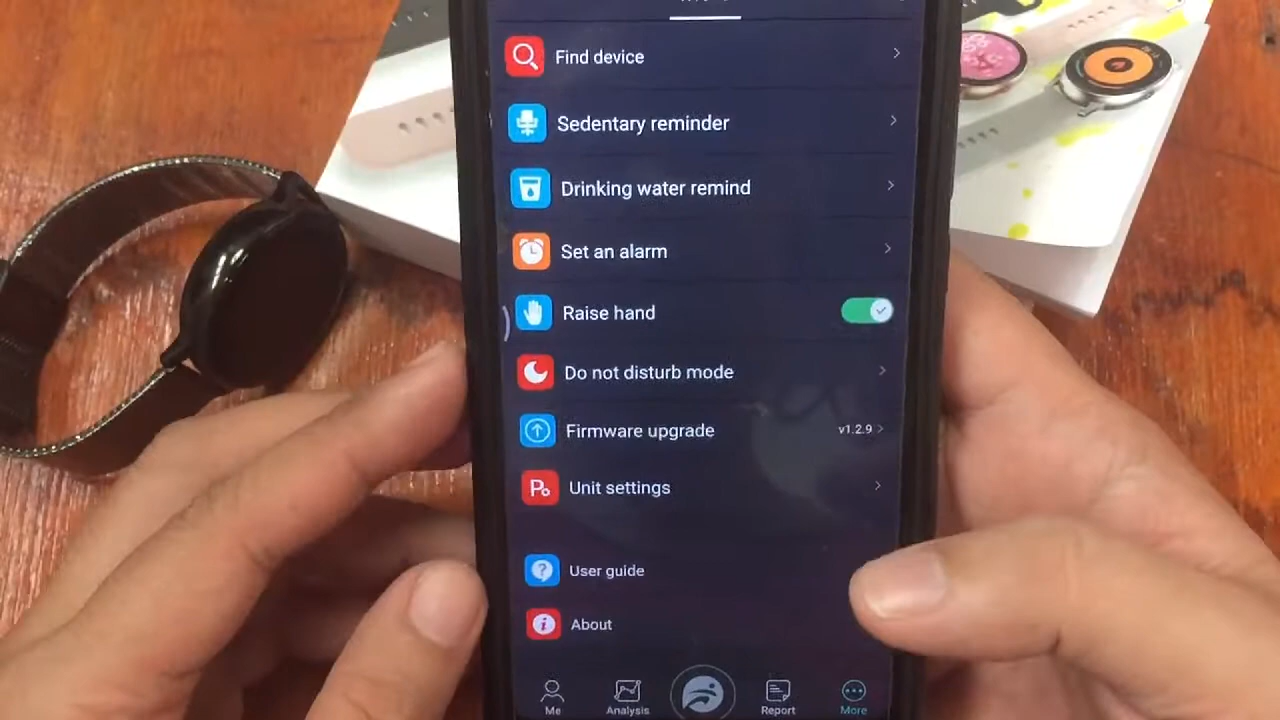 Find device
Sedentary reminder
Drinking water remind
Set an alarm
Raise hand
Do not disturb mode
Firmware upgrade v1.2.9
Unit settings
User guide
About
Me Analysis Report More